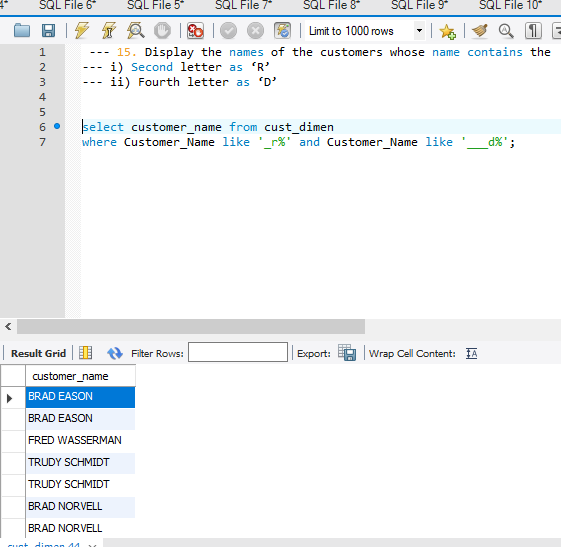 4* SQL File 6* SQL File 5* SQL File 7* SQL File 8* SQL File 9* SQL File 10*
Limit to 1000 rows
1 --- 15. Display the names of the customers whose name contains the
2 --- i) Second letter as ‘R’
3 --- ii) Fourth letter as ‘D’
4
5
6 select customer_name from cust_dimen
7 where Customer_Name like '_r%' and Customer_Name like '___d%';
Result Grid Filter Rows: Export: Wrap Cell Content: IA
customer_name
BRAD EASON
BRAD EASON
FRED WASSERMAN
TRUDY SCHMIDT
TRUDY SCHMIDT
BRAD NORVELL
BRAD NORVELL